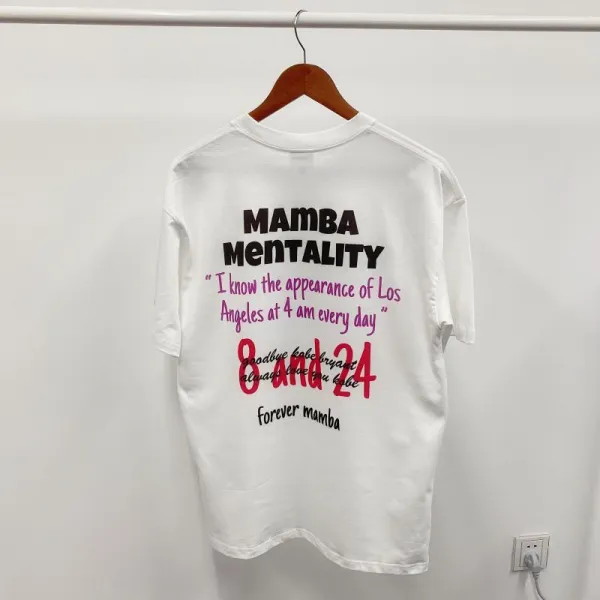 MAMBA
MENTALITY
" I know the appearance of Los
Angeles at 4 am every day "
8 and 24
goodbye kobe bryant
always love you kobe
forever mamba